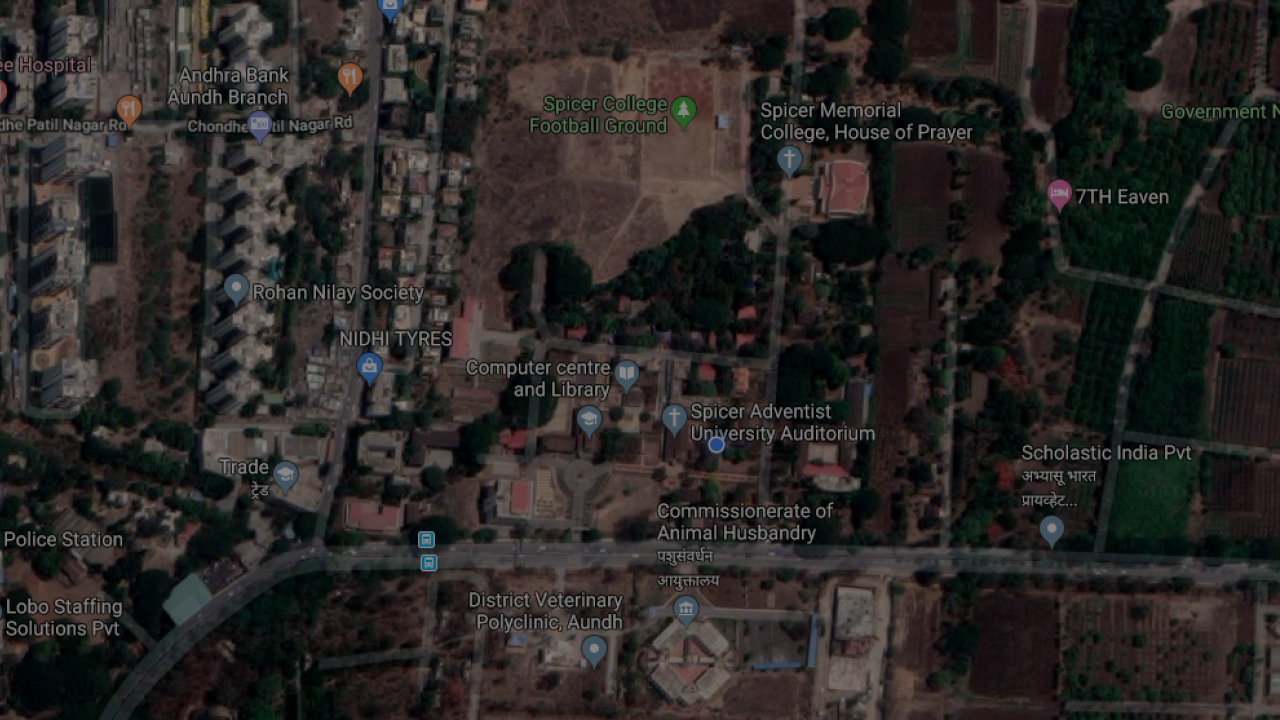 ee Hospital
Andhra Bank
Aundh Branch
dhe Patil Nagar Rd
Chondhe
til Nagar Rd
Spicer College
Football Ground
Spicer Memorial
College, House of Prayer
Government N
7TH Eaven
Rohan Nilay Society
NIDHI TYRES
Computer centre
and Library
Spicer Adventist
University Auditorium
Trade
ट्रेड
Scholastic India Pvt
अभ्यासू भारत
प्रायव्हेट...
Commissionerate of
Animal Husbandry
पशुसंवर्धन
आयुक्तालय
Police Station
District Veterinary
Polyclinic, Aundh
Lobo Staffing
Solutions Pvt